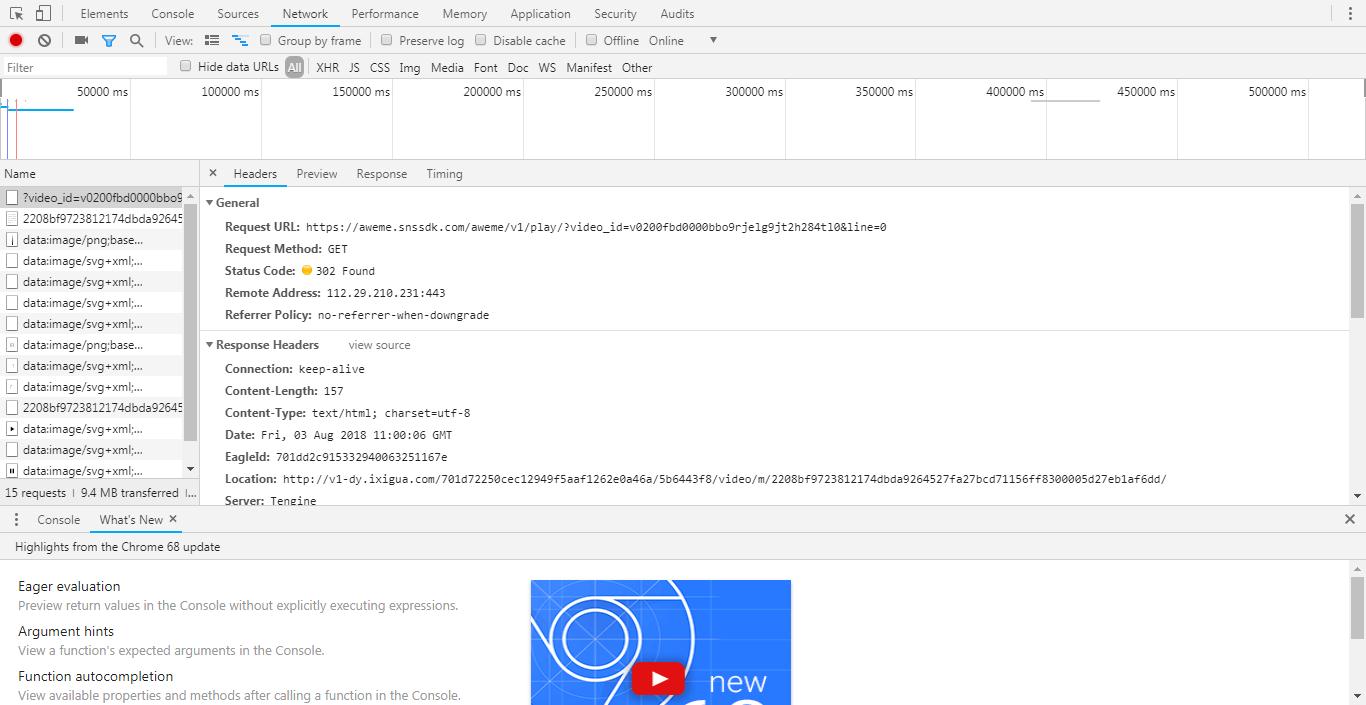 Elements Console Sources Network Performance Memory Application Security Audits
View: Group by frame Preserve log Disable cache Offline Online
Filter Hide data URLs All XHR JS CSS Img Media Font Doc WS Manifest Other
50000 ms 100000 ms 150000 ms 200000 ms 250000 ms 300000 ms 350000 ms 400000 ms 450000 ms 500000 ms
Name
?video_id=v0200fbd0000bbo9
2208bf9723812174dbda92645
data:image/png;base...
data:image/svg+xml;...
data:image/svg+xml;...
data:image/svg+xml;...
data:image/svg+xml;...
data:image/png;base...
data:image/svg+xml;...
data:image/svg+xml;...
2208bf9723812174dbda92645
data:image/svg+xml;...
data:image/svg+xml;...
data:image/svg+xml;...
15 requests | 9.4 MB transferred |...
× Headers Preview Response Timing
General
Request URL: https://aweme.snssdk.com/aweme/v1/play/?video_id=v0200fbd0000bbo9rjelg9jt2h284tl0&line=0
Request Method: GET
Status Code: 302 Found
Remote Address: 112.29.210.231:443
Referrer Policy: no-referrer-when-downgrade
Response Headers view source
Connection: keep-alive
Content-Length: 157
Content-Type: text/html; charset=utf-8
Date: Fri, 03 Aug 2018 11:00:06 GMT
EagleId: 701dd2c915332940063251167e
Location: http://v1-dy.ixigua.com/701d72250cec12949f5aaf1262e0a46a/5b6443f8/video/m/2208bf9723812174dbda9264527fa27bcd71156ff8300005d27eb1af6dd/
Server: Tengine
Console What's New ×
Highlights from the Chrome 68 update
Eager evaluation
Preview return values in the Console without explicitly executing expressions.
Argument hints
View a function's expected arguments in the Console.
Function autocompletion
View available properties and methods after calling a function in the Console.
new